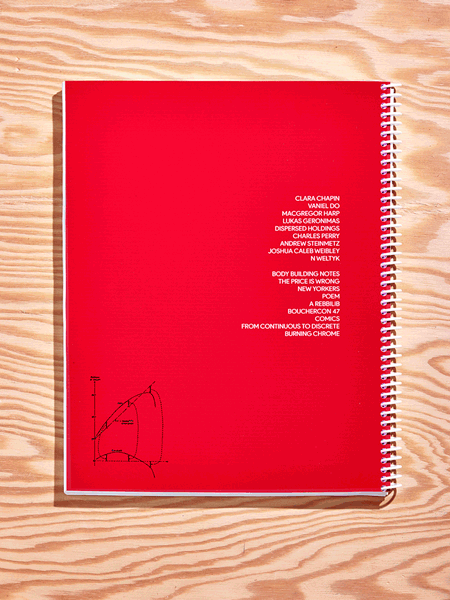 CLARA CHAPIN
VANIEL DO
MACGREGOR HARP
LUKAS GERONIMAS
DISPERSED HOLDINGS
CHARLES PERRY
ANDREW STEINMETZ
JOSHUA CALEB WEIBLEY
N WELTYK
BODY BUILDING NOTES
THE PRICE IS WRONG
NEW YORKERS
POEM
A REBBILIB
BOUCHERCON 47
COMICS
FROM CONTINUOUS TO DISCRETE
BURNING CHROME